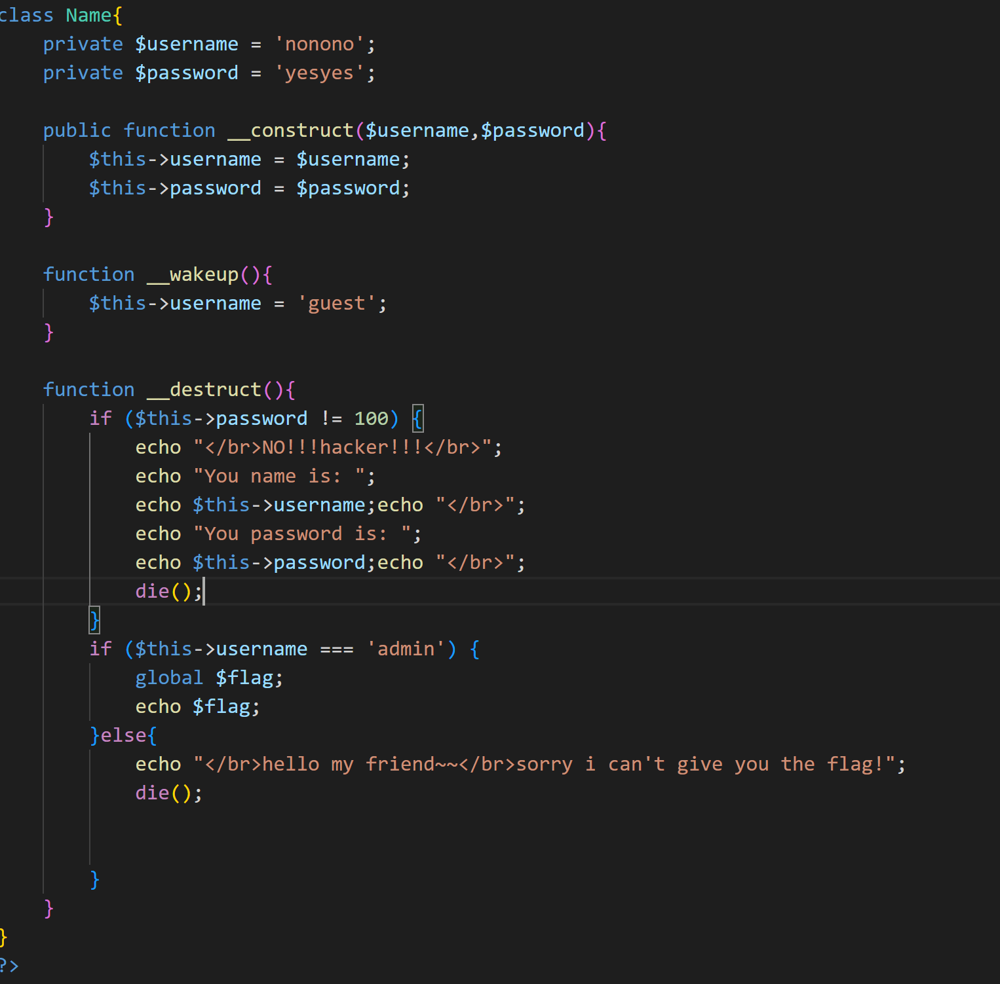 class Name{
    private $username = 'nonono';
    private $password = 'yesyes';

    public function __construct($username,$password){
        $this->username = $username;
        $this->password = $password;
    }

    function __wakeup(){
        $this->username = 'guest';
    }

    function __destruct(){
        if ($this->password != 100) {
            echo "</br>NO!!!hacker!!!</br>";
            echo "You name is: ";
            echo $this->username;echo "</br>";
            echo "You password is: ";
            echo $this->password;echo "</br>";
            die();
        }
        if ($this->username === 'admin') {
            global $flag;
            echo $flag;
        }else{
            echo "</br>hello my friend~~</br>sorry i can't give you the flag!";
            die();


        }
    }
}
?>